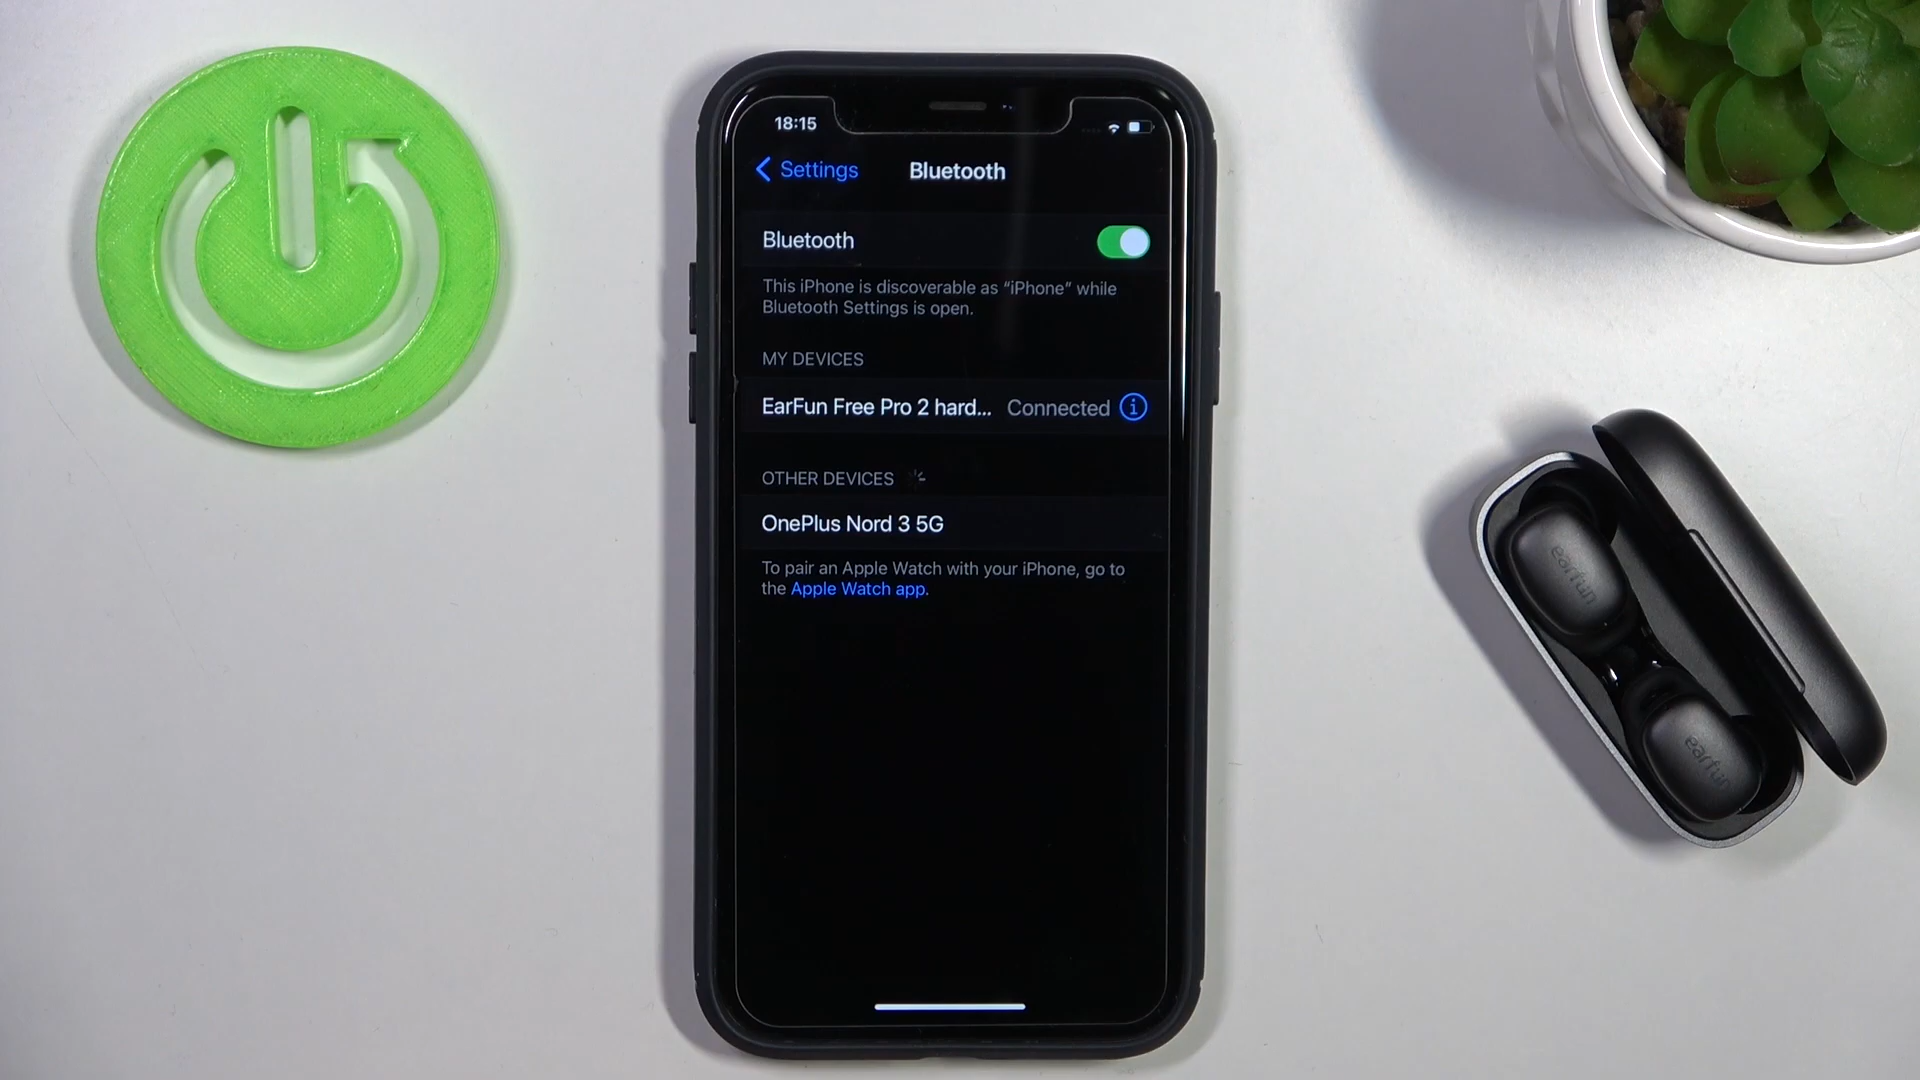 18:15
Settings
Bluetooth
Bluetooth
This iPhone is discoverable as “iPhone” while
Bluetooth Settings is open.
MY DEVICES
EarFun Free Pro 2 hard... Connected
OTHER DEVICES
OnePlus Nord 3 5G
To pair an Apple Watch with your iPhone, go to
the Apple Watch app.
earfun
earfun